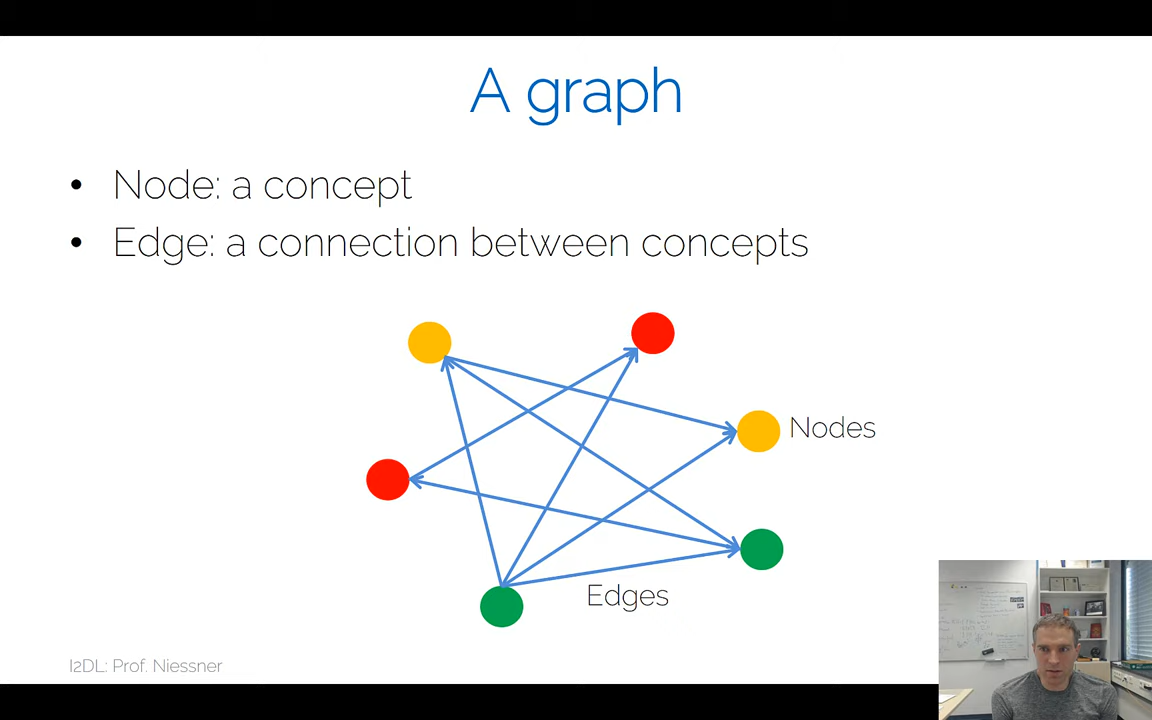 A graph
• Node: a concept
• Edge: a connection between concepts
Nodes
Edges
I2DL: Prof. Niessner